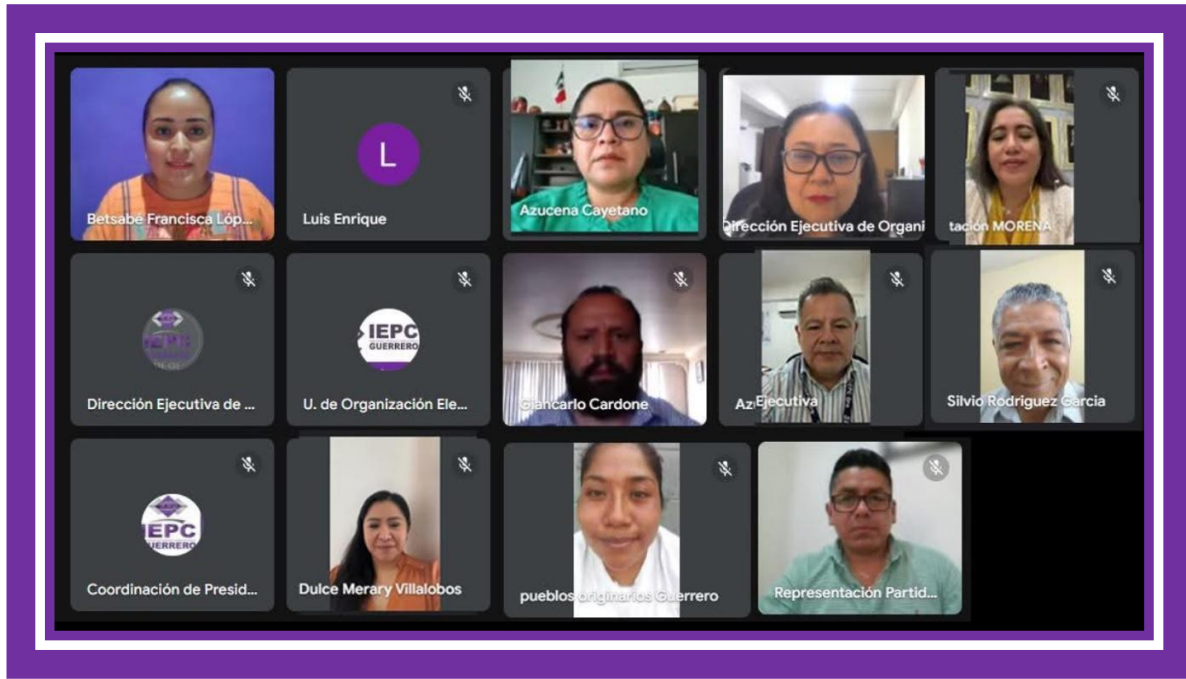 Betsabé Francisca Lóp...
L
Luis Enrique
Azucena Cayetano
Dirección Ejecutiva de Organi
tación MORENA
Dirección Ejecutiva de ...
IEPC
GUERRERO
U. de Organización Ele...
Giancarlo Cardone
Az
Ejecutiva
Silvio Rodriguez Garcia
IEPC
GUERRERO
Coordinación de Presid...
Dulce Merary Villalobos
pueblos originarios Guerrero
Representación Partid...